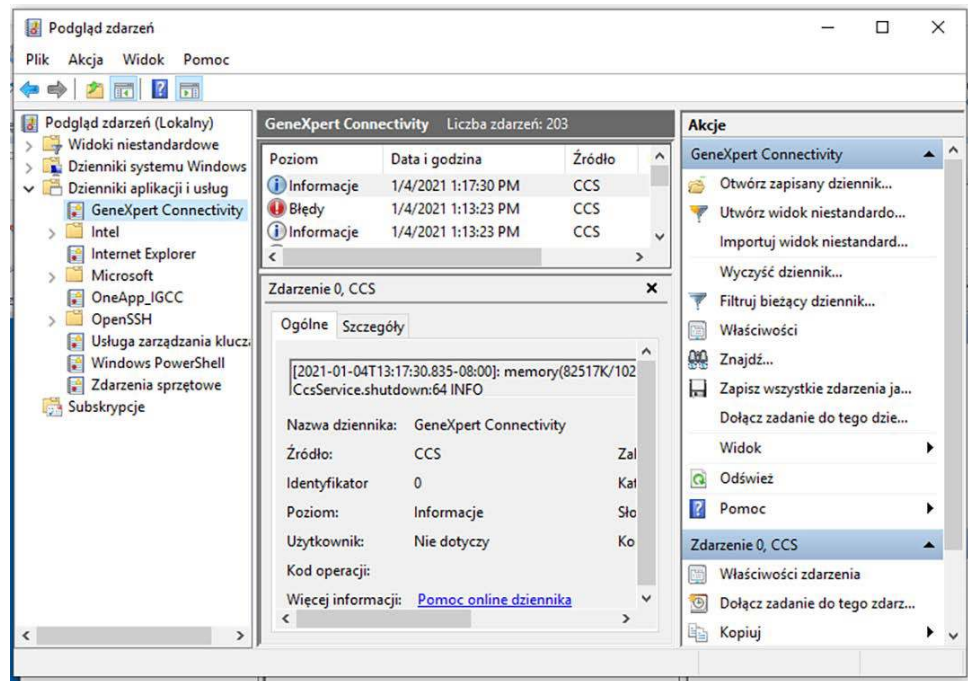 Podgląd zdarzeń
Plik Akcja Widok Pomoc
Podgląd zdarzeń (Lokalny)
Widoki niestandardowe
Dzienniki systemu Windows
Dzienniki aplikacji i usług
GeneXpert Connectivity
Intel
Internet Explorer
Microsoft
OneApp_IGCC
OpenSSH
Usługa zarządzania klucz
Windows PowerShell
Zdarzenia sprzętowe
Subskrypcje
GeneXpert Connectivity Liczba zdarzeń: 203
Poziom Data i godzina Źródło
Informacje 1/4/2021 1:17:30 PM CCS
Błędy 1/4/2021 1:13:23 PM CCS
Informacje 1/4/2021 1:13:23 PM CCS
Zdarzenie 0, CCS
Ogólne Szczegóły
[2021-01-04T13:17:30.835-08:00]: memory(82517K/102
CcsService.shutdown:64 INFO
Nazwa dziennika: GeneXpert Connectivity
Źródło: CCS Zal
Identyfikator 0 Kat
Poziom: Informacje Sło
Użytkownik: Nie dotyczy Ko
Kod operacji:
Więcej informacji: Pomoc online dziennika
Akcje
GeneXpert Connectivity
Otwórz zapisany dziennik...
Utwórz widok niestandardo...
Importuj widok niestandard...
Wyczyść dziennik...
Filtruj bieżący dziennik...
Właściwości
Znajdź...
Zapisz wszystkie zdarzenia ja...
Dołącz zadanie do tego dzie...
Widok
Odśwież
Pomoc
Zdarzenie 0, CCS
Właściwości zdarzenia
Dołącz zadanie do tego zdarz...
Kopiuj